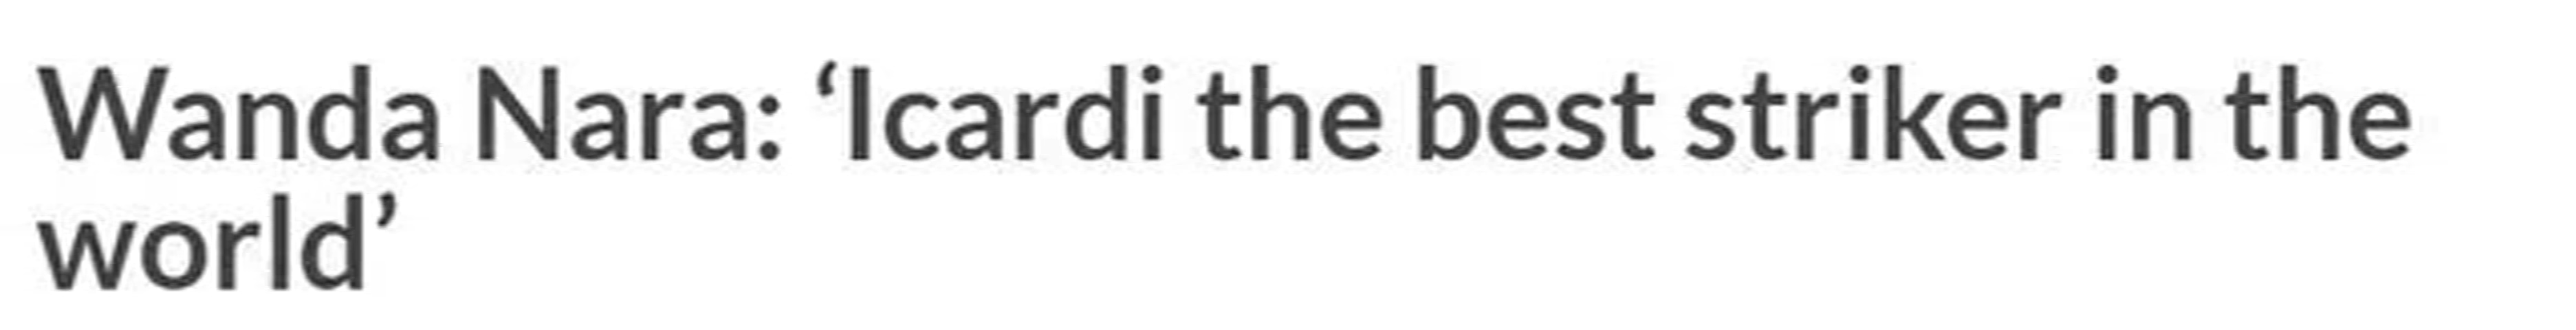 Wanda Nara: ‘Icardi the best striker in the
world’